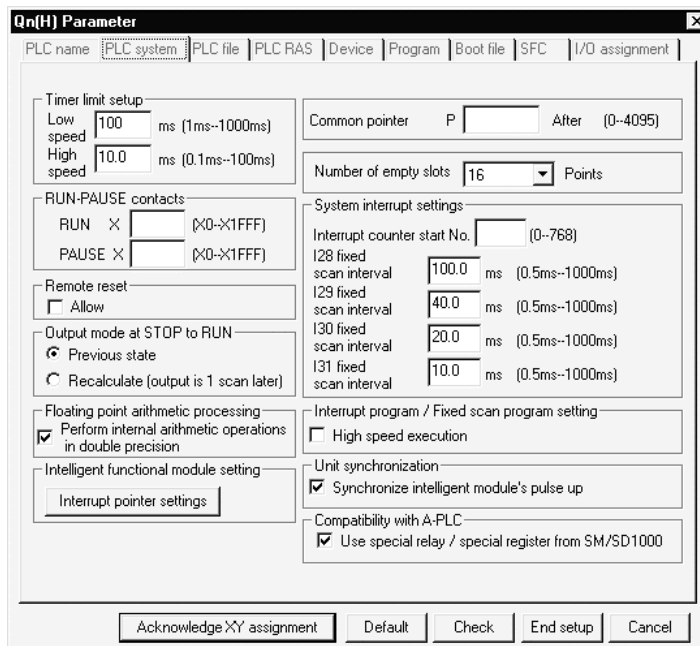 Qn(H) Parameter
PLC name PLC system PLC file PLC RAS Device Program Boot file SFC I/O assignment
Timer limit setup
Low speed 100 ms (1ms--1000ms)
High speed 10.0 ms (0.1ms--100ms)
RUN-PAUSE contacts
RUN X (X0--X1FFF)
PAUSE X (X0--X1FFF)
Remote reset
Allow
Output mode at STOP to RUN
Previous state
Recalculate (output is 1 scan later)
Floating point arithmetic processing
Perform internal arithmetic operations
in double precision
Intelligent functional module setting
Interrupt pointer settings
Common pointer P After (0--4095)
Number of empty slots 16 Points
System interrupt settings
Interrupt counter start No. (0--768)
I28 fixed
scan interval 100.0 ms (0.5ms--1000ms)
I29 fixed
scan interval 40.0 ms (0.5ms--1000ms)
I30 fixed
scan interval 20.0 ms (0.5ms--1000ms)
I31 fixed
scan interval 10.0 ms (0.5ms--1000ms)
Interrupt program / Fixed scan program setting
High speed execution
Unit synchronization
Synchronize intelligent module's pulse up
Compatibility with A-PLC
Use special relay / special register from SM/SD1000
Acknowledge XY assignment Default Check End setup Cancel